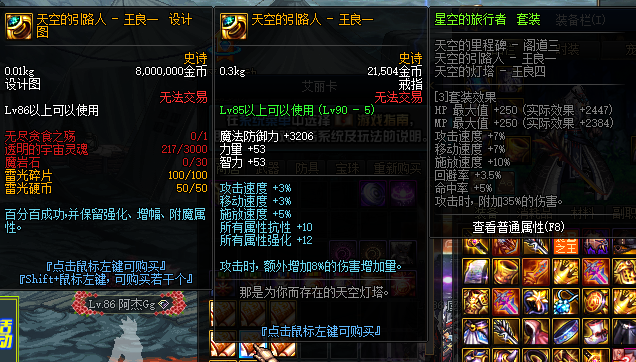 天空的引路人 - 王良一 设计图
史诗
0.01kg 8,000,000金币
设计图
无法交易
Lv86以上可以使用
无尽贪食之殇 0/1
透明的宇宙灵魂 217/3000
魔岩石 0/30
雷光碎片 100/100
雷光硬币 50/50
百分百成功,并保留强化、增幅、附魔属性。
『点击鼠标左键可购买』
『Shift+鼠标左键，可购买若干个』
Lv.86 阿杰Gg
活动
天空的引路人 - 王良一
史诗
0.3kg 21,504金币
戒指
无法交易
Lv85以上可以使用 (Lv90 - 5)
魔法防御力 +3206
力量 +53
智力 +53
攻击速度 +3%
移动速度 +3%
施放速度 +5%
所有属性抗性 +10
所有属性强化 +12
攻击时，额外增加8%的伤害增加量。
那是为你而存在的天空灯塔。
『点击鼠标左键可购买』
星空的旅行者 套装
装备栏(I)
天空的里程碑 - 阁道三
天空的引路人 - 王良一
天空的灯塔 - 王良四
[3]套装效果
HP 最大值 +250 (实际效果 +2447)
MP 最大值 +250 (实际效果 +2384)
攻击速度 +7%
移动速度 +7%
施放速度 +10%
回避率 +3.5%
命中率 +5%
攻击时，附加35%的伤害。
查看普通属性(F8)